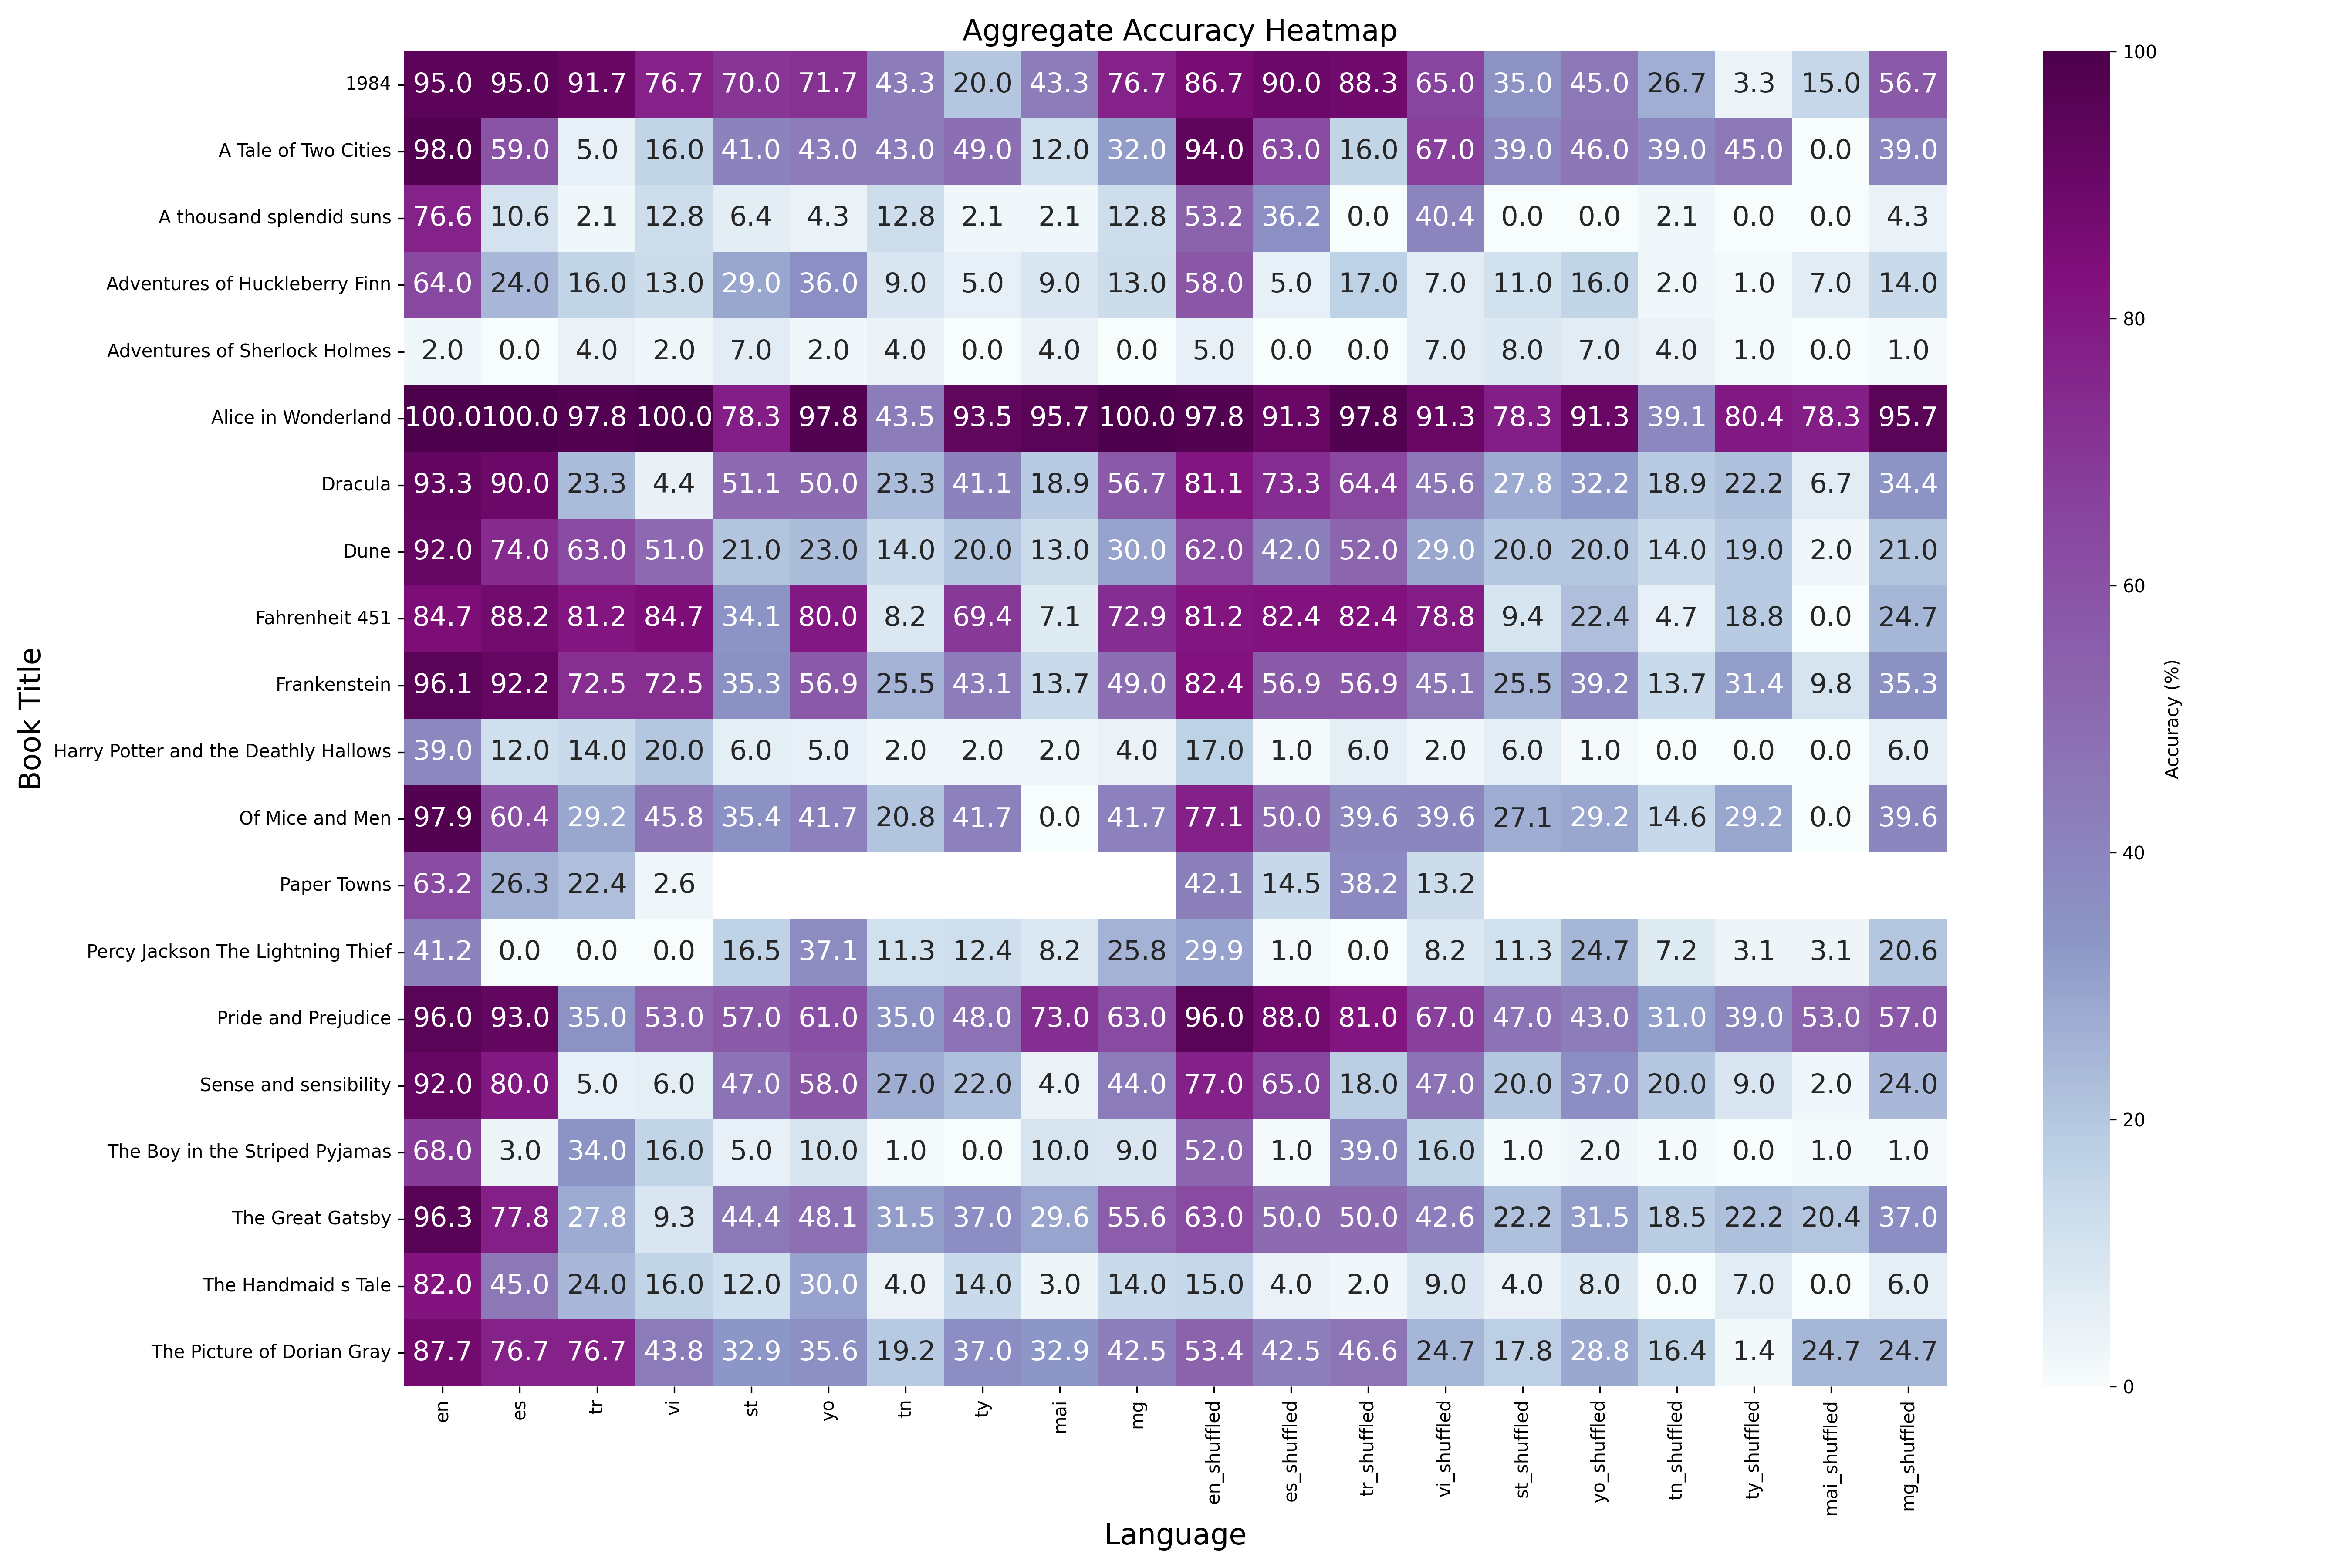 Aggregate Accuracy Heatmap
Book Title
1984 95.0 95.0 91.7 76.7 70.0 71.7 43.3 20.0 43.3 76.7 86.7 90.0 88.3 65.0 35.0 45.0 26.7 3.3 15.0 56.7
A Tale of Two Cities 98.0 59.0 5.0 16.0 41.0 43.0 43.0 49.0 12.0 32.0 94.0 63.0 16.0 67.0 39.0 46.0 39.0 45.0 0.0 39.0
A thousand splendid suns 76.6 10.6 2.1 12.8 6.4 4.3 12.8 2.1 2.1 12.8 53.2 36.2 0.0 40.4 0.0 0.0 2.1 0.0 0.0 4.3
Adventures of Huckleberry Finn 64.0 24.0 16.0 13.0 29.0 36.0 9.0 5.0 9.0 13.0 58.0 5.0 17.0 7.0 11.0 16.0 2.0 1.0 7.0 14.0
Adventures of Sherlock Holmes 2.0 0.0 4.0 2.0 7.0 2.0 4.0 0.0 4.0 0.0 5.0 0.0 0.0 7.0 8.0 7.0 4.0 1.0 0.0 1.0
Alice in Wonderland 100.0 100.0 97.8 100.0 78.3 97.8 43.5 93.5 95.7 100.0 97.8 91.3 97.8 91.3 78.3 91.3 39.1 80.4 78.3 95.7
Dracula 93.3 90.0 23.3 4.4 51.1 50.0 23.3 41.1 18.9 56.7 81.1 73.3 64.4 45.6 27.8 32.2 18.9 22.2 6.7 34.4
Dune 92.0 74.0 63.0 51.0 21.0 23.0 14.0 20.0 13.0 30.0 62.0 42.0 52.0 29.0 20.0 20.0 14.0 19.0 2.0 21.0
Fahrenheit 451 84.7 88.2 81.2 84.7 34.1 80.0 8.2 69.4 7.1 72.9 81.2 82.4 82.4 78.8 9.4 22.4 4.7 18.8 0.0 24.7
Frankenstein 96.1 92.2 72.5 72.5 35.3 56.9 25.5 43.1 13.7 49.0 82.4 56.9 56.9 45.1 25.5 39.2 13.7 31.4 9.8 35.3
Harry Potter and the Deathly Hallows 39.0 12.0 14.0 20.0 6.0 5.0 2.0 2.0 2.0 4.0 17.0 1.0 6.0 2.0 6.0 1.0 0.0 0.0 0.0 6.0
Of Mice and Men 97.9 60.4 29.2 45.8 35.4 41.7 20.8 41.7 0.0 41.7 77.1 50.0 39.6 39.6 27.1 29.2 14.6 29.2 0.0 39.6
Paper Towns 63.2 26.3 22.4 2.6 42.1 14.5 38.2 13.2
Percy Jackson The Lightning Thief 41.2 0.0 0.0 0.0 16.5 37.1 11.3 12.4 8.2 25.8 29.9 1.0 0.0 8.2 11.3 24.7 7.2 3.1 3.1 20.6
Pride and Prejudice 96.0 93.0 35.0 53.0 57.0 61.0 35.0 48.0 73.0 63.0 96.0 88.0 81.0 67.0 47.0 43.0 31.0 39.0 53.0 57.0
Sense and sensibility 92.0 80.0 5.0 6.0 47.0 58.0 27.0 22.0 4.0 44.0 77.0 65.0 18.0 47.0 20.0 37.0 20.0 9.0 2.0 24.0
The Boy in the Striped Pyjamas 68.0 3.0 34.0 16.0 5.0 10.0 1.0 0.0 10.0 9.0 52.0 1.0 39.0 16.0 1.0 2.0 1.0 0.0 1.0 1.0
The Great Gatsby 96.3 77.8 27.8 9.3 44.4 48.1 31.5 37.0 29.6 55.6 63.0 50.0 50.0 42.6 22.2 31.5 18.5 22.2 20.4 37.0
The Handmaid s Tale 82.0 45.0 24.0 16.0 12.0 30.0 4.0 14.0 3.0 14.0 15.0 4.0 2.0 9.0 4.0 8.0 0.0 7.0 0.0 6.0
The Picture of Dorian Gray 87.7 76.7 76.7 43.8 32.9 35.6 19.2 37.0 32.9 42.5 53.4 42.5 46.6 24.7 17.8 28.8 16.4 1.4 24.7 24.7
en es tr vi st yo tn ty mai mg en_shuffled es_shuffled tr_shuffled vi_shuffled st_shuffled yo_shuffled tn_shuffled ty_shuffled mai_shuffled mg_shuffled
Language
100
80
60
40
20
0
Accuracy (%)